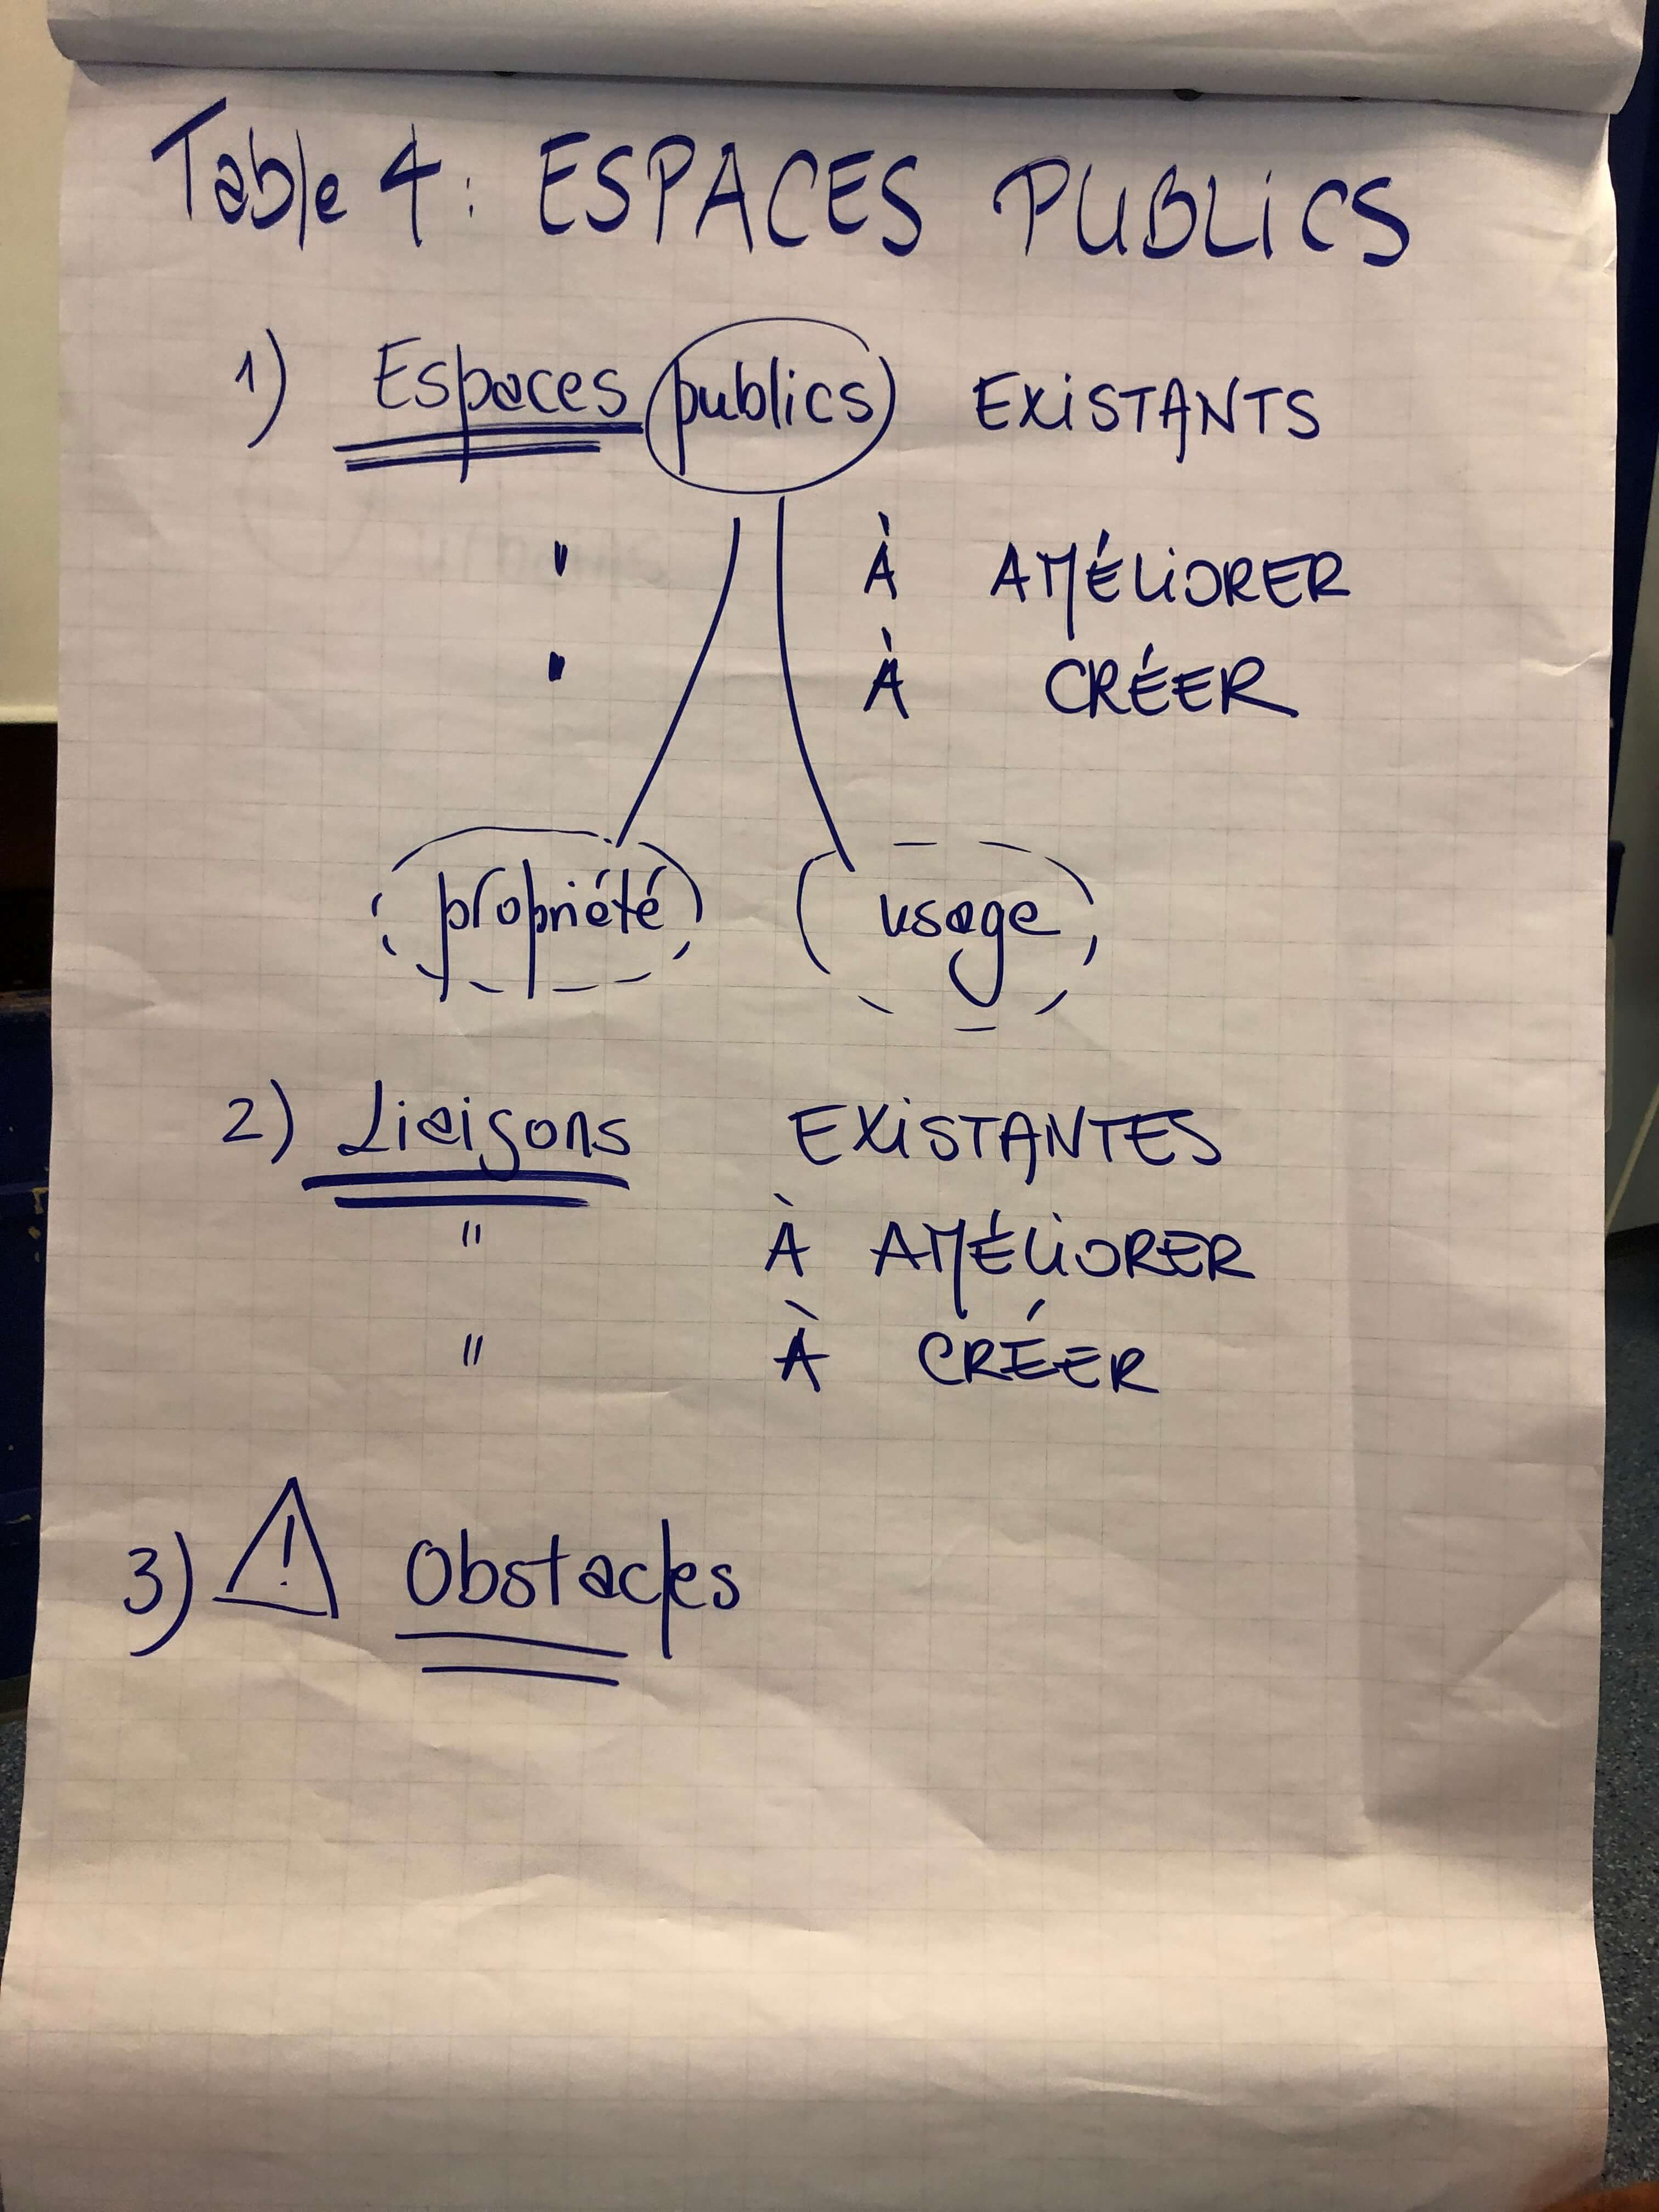 Table 4: ESPACES PUBLiCS
1) Espaces publics EXiSTANTS
" À AMÉLiORER
" À CRÉER
propriété usage
2) Liaisons EXiSTANTES
" À AMÉLiORER
" À CRÉER
3) ! Obstacles